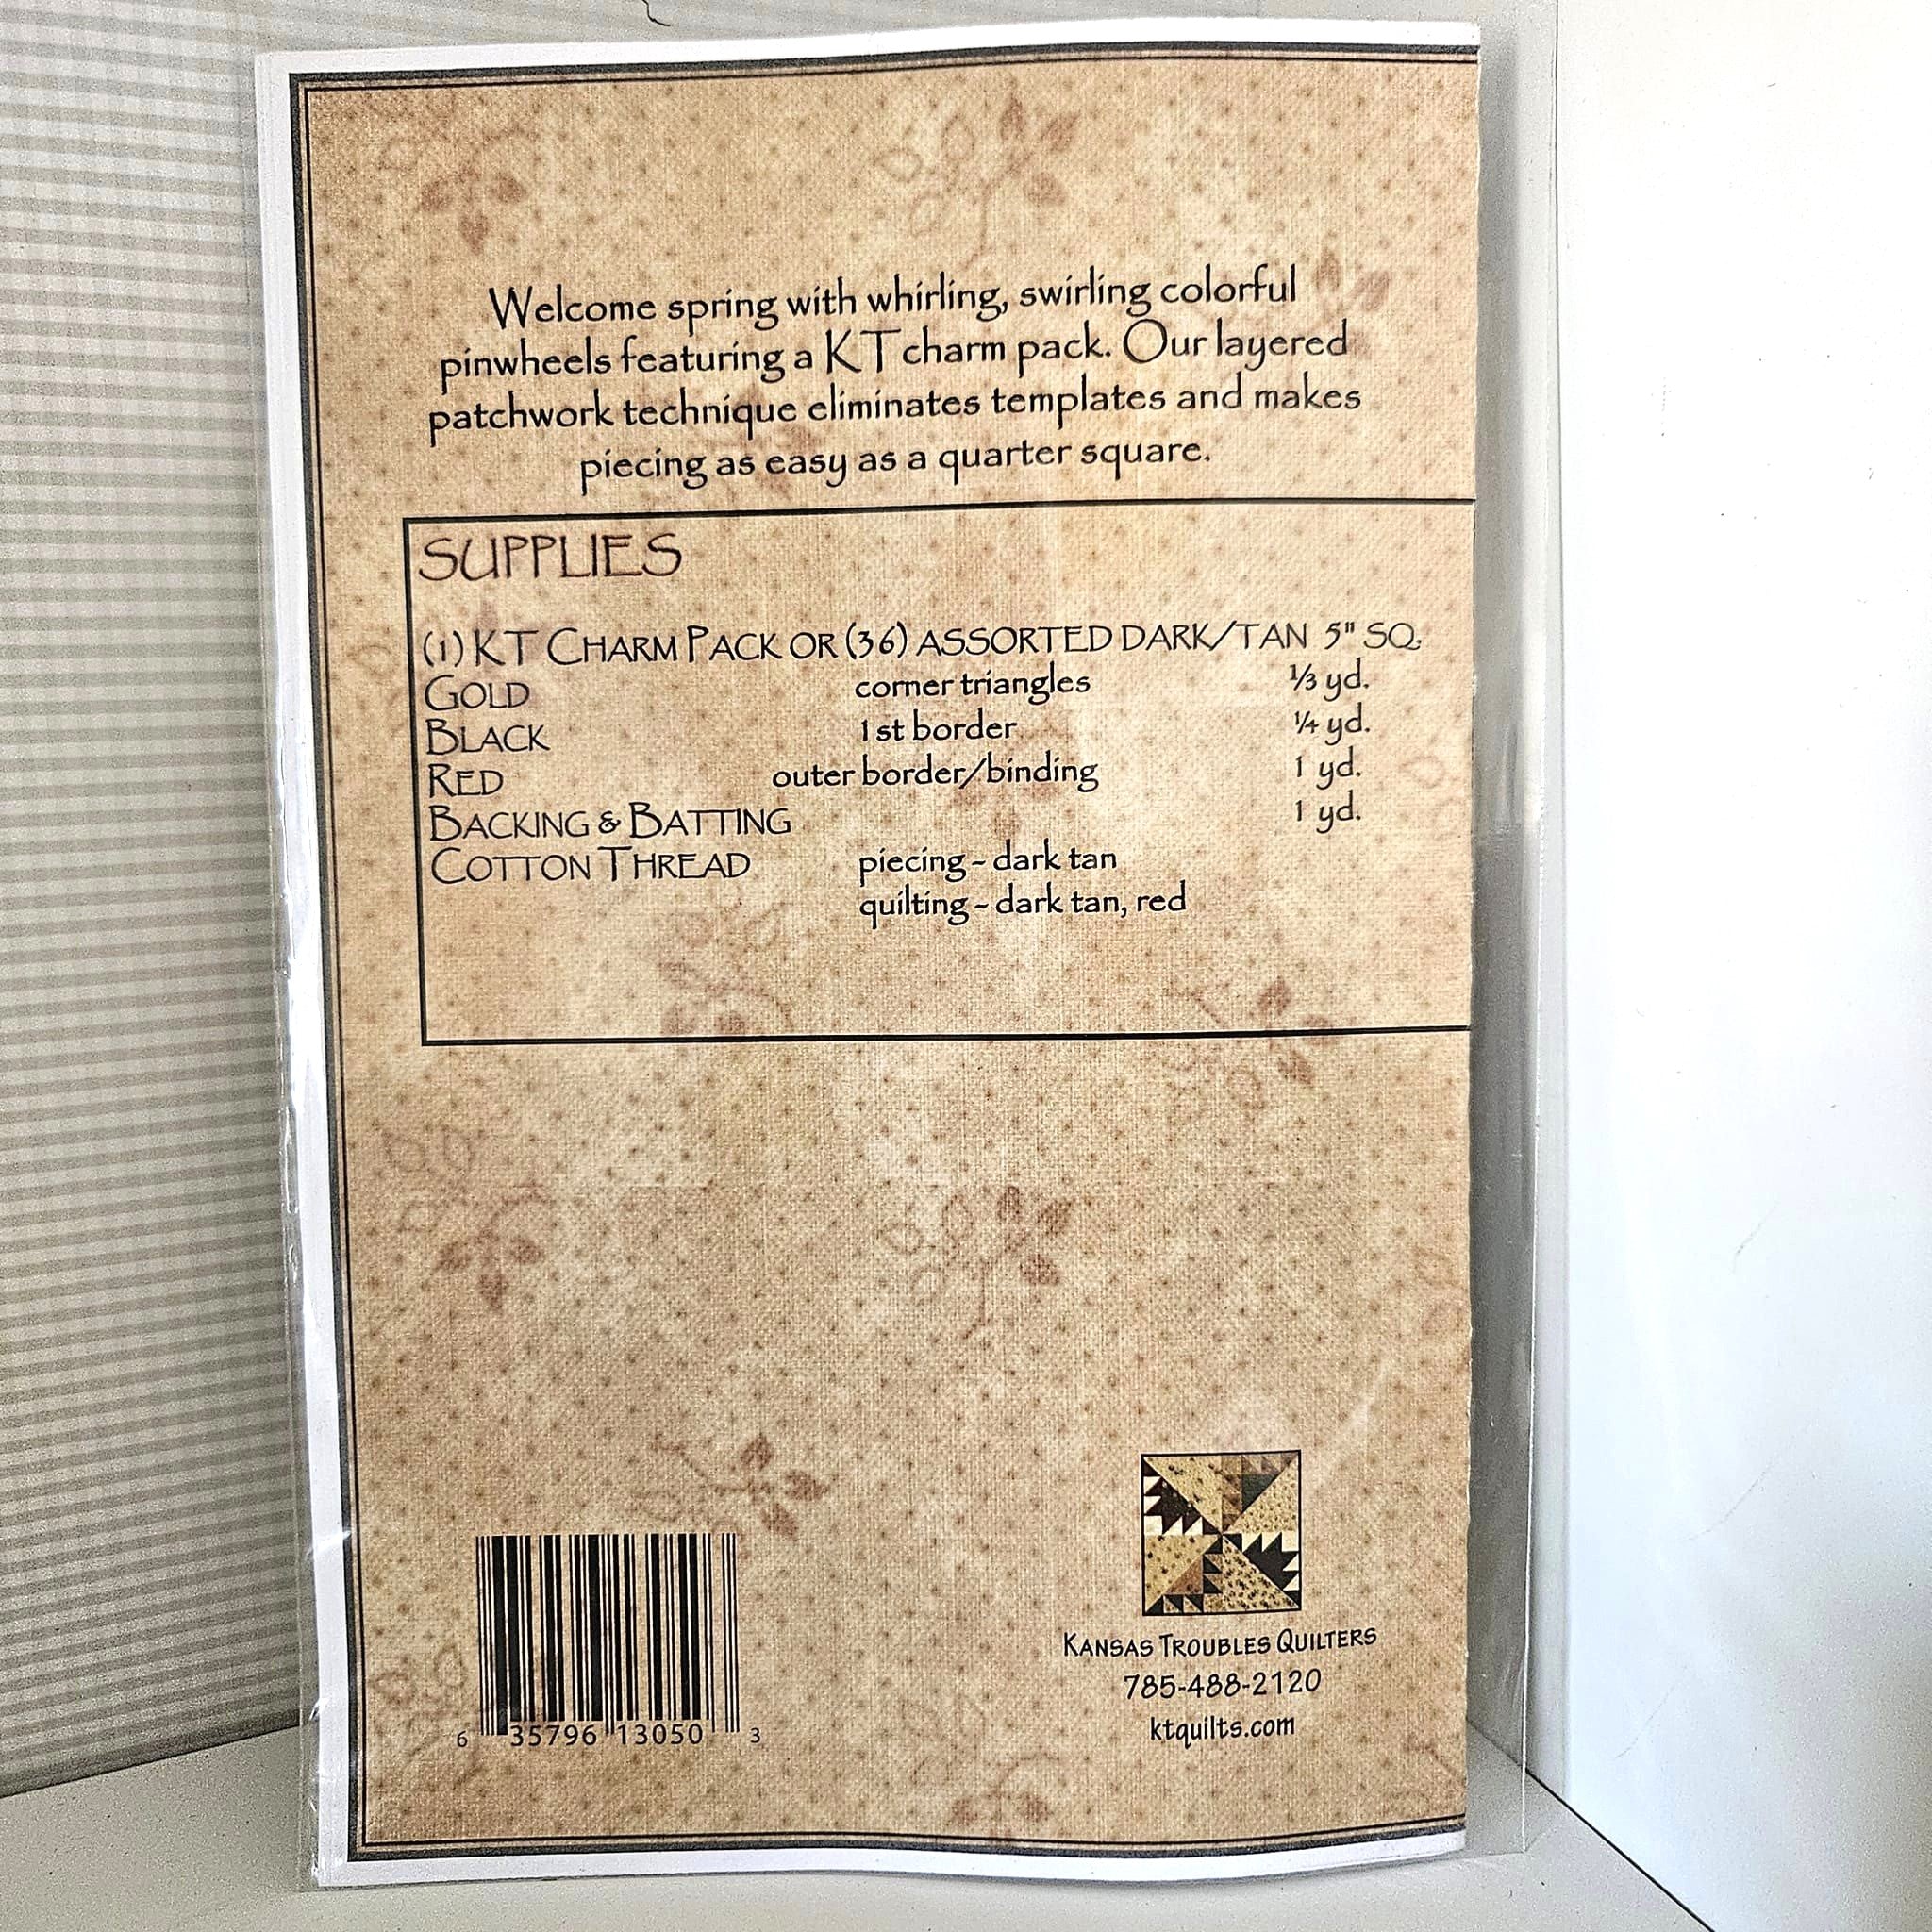 Welcome spring with whirling, swirling colorful
pinwheels featuring a KT charm pack. Our layered
patchwork technique eliminates templates and makes
piecing as easy as a quarter square.
SUPPLIES
(1) KT CHARM PACK OR (36) ASSORTED DARK/TAN 5" SQ.
GOLD corner triangles ⅓ yd.
BLACK 1st border ¼ yd.
RED outer border/binding 1 yd.
BACKING & BATTING 1 yd.
COTTON THREAD piecing ~ dark tan
quilting ~ dark tan, red
KANSAS TROUBLES QUILTERS
785-488-2120
ktquilts.com
6 35796 13050 3